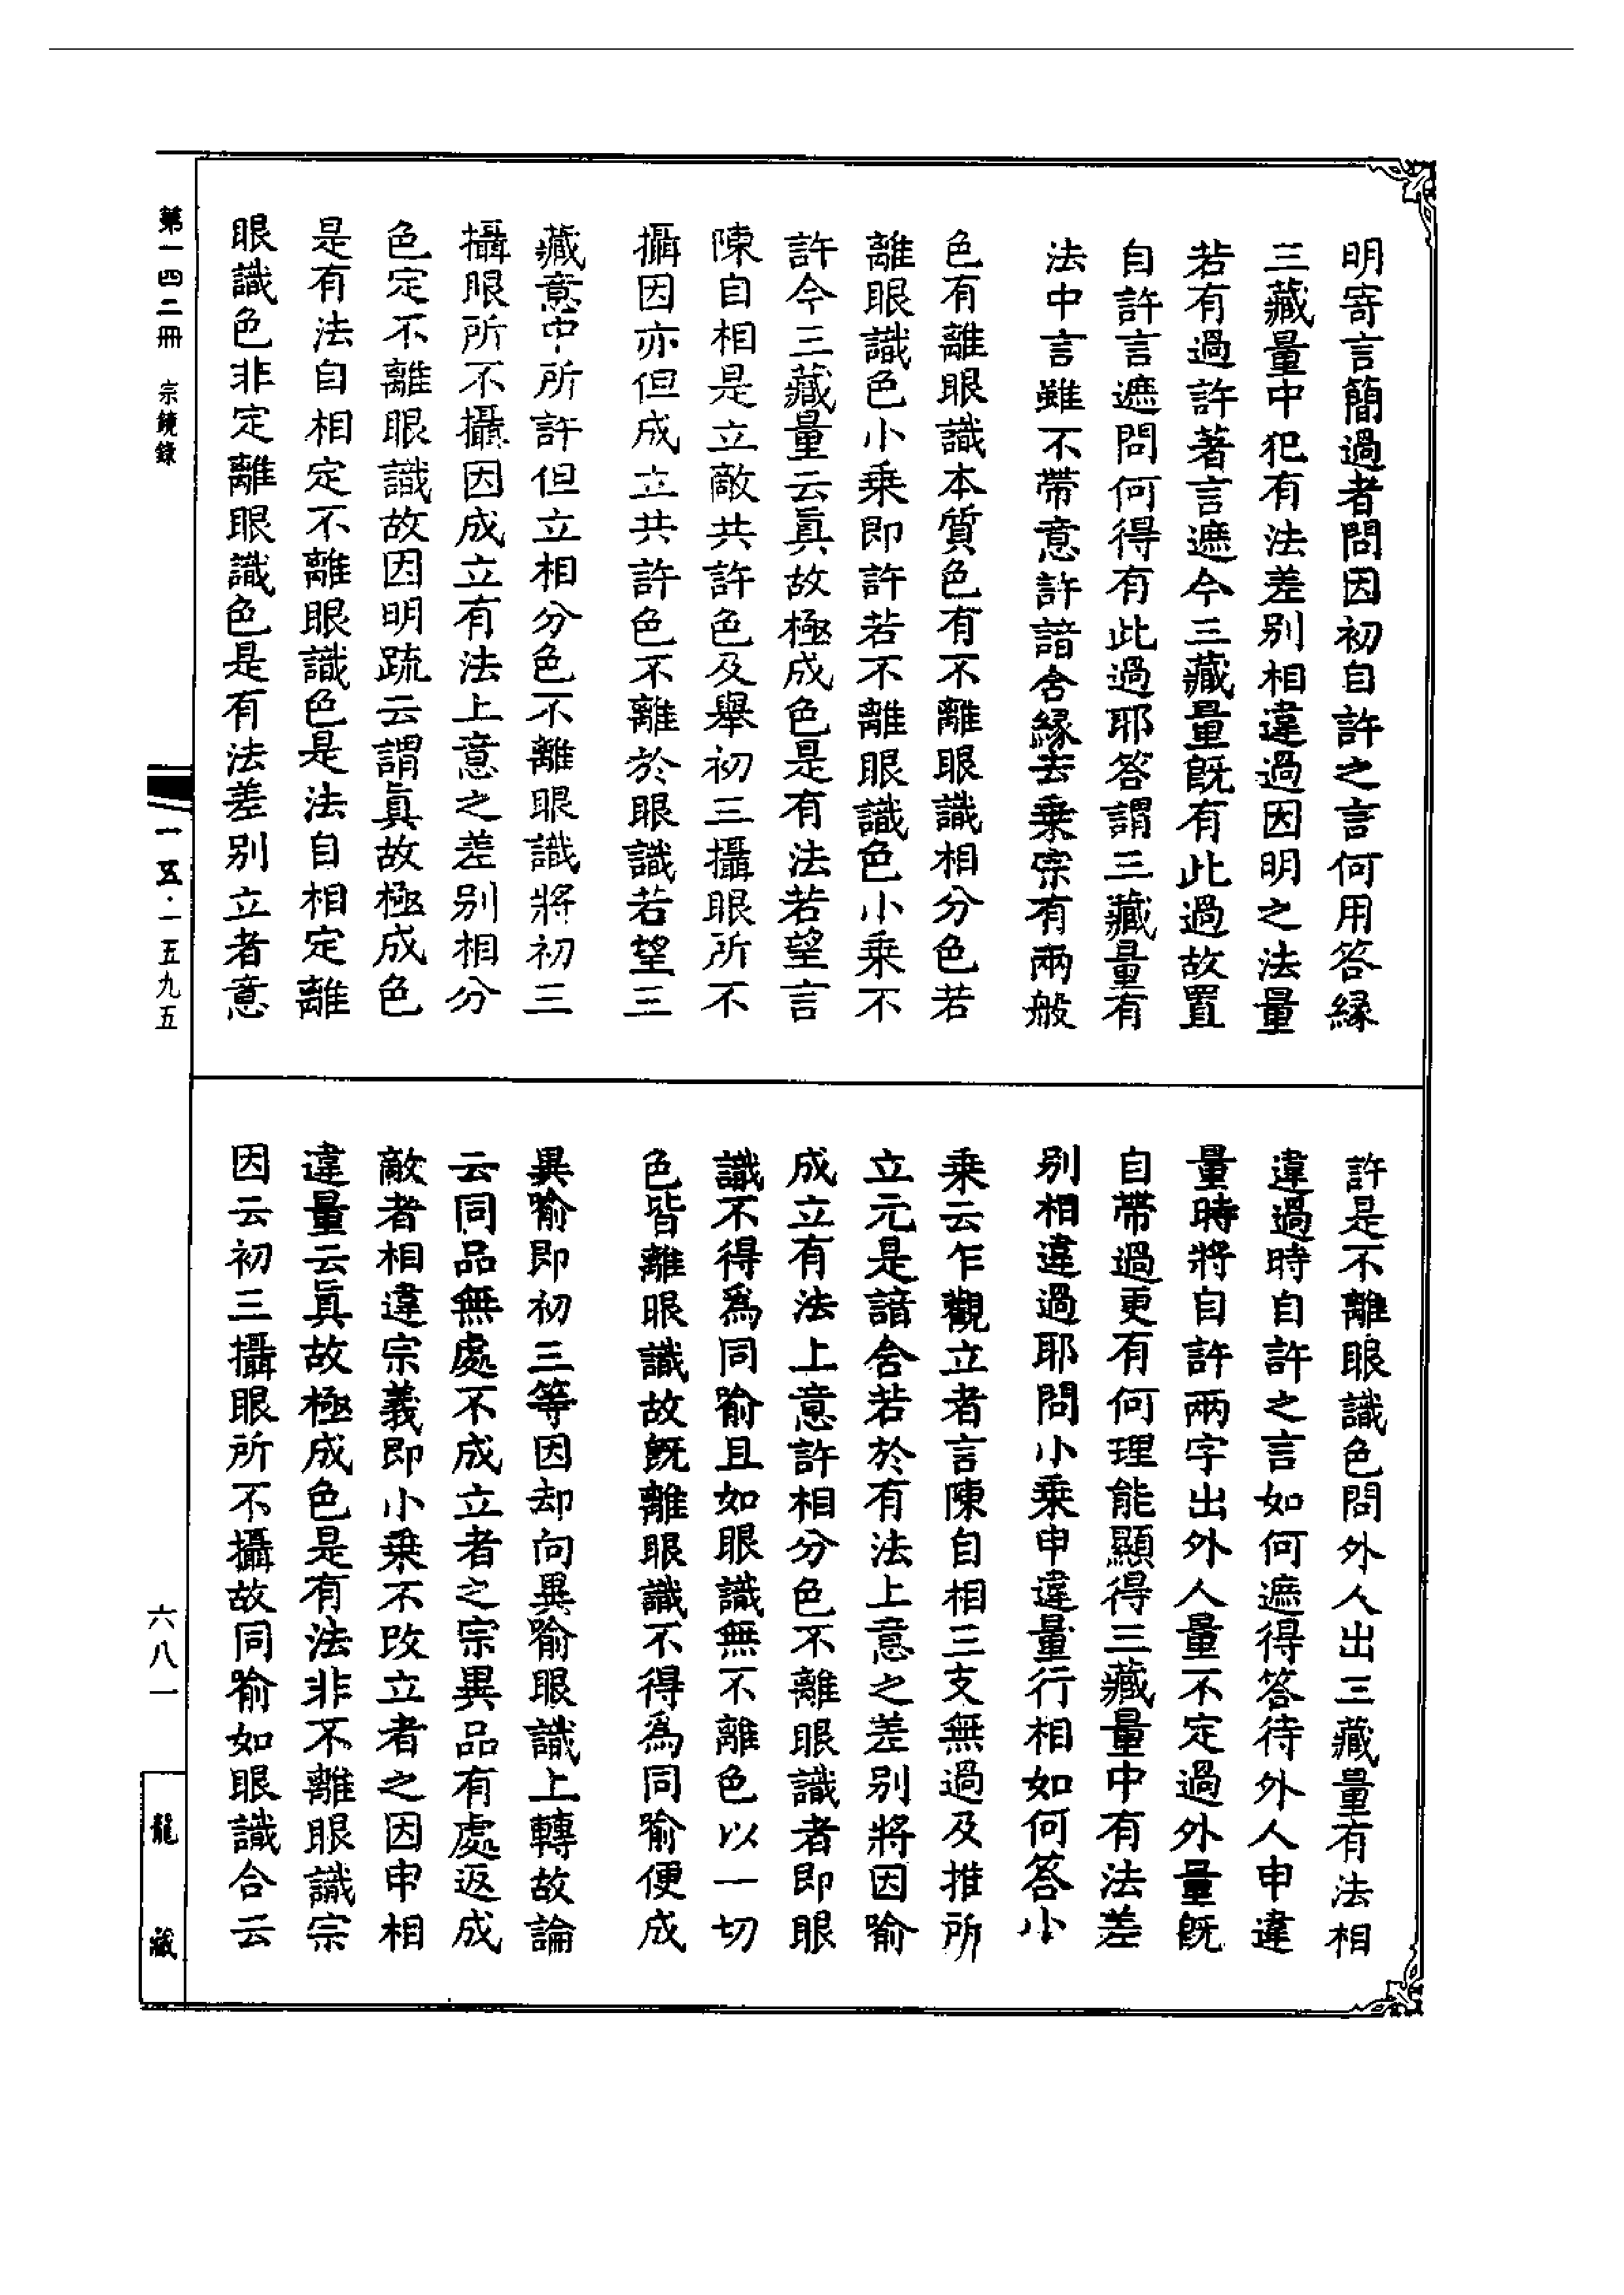 明寄言簡過者問因初自許之言何用答緣
三藏量中犯有法差別相違過因明之法量
若有過許著言遮今三藏量旣有此過故置
自許言遮問何得有此過耶答謂三藏量有
法中言雖不帶意許諳含緣去乗宗有兩般
色有離眼識本質色有不離眼識相分色若
離眼識色小乗即許若不離眼識色小乗不
許今三藏量云眞故極成色是有法若望言
陳自相是立敵共許色及舉初三攝眼所不
攝因亦但成立共許色不離於眼識若望三
藏意中所許但立相分色不離眼識將初三
攝眼所不攝因成立有法上意之差別相分
色定不離眼識故因明疏云謂眞故極成色
是有法自相定不離眼識色是法自相定離
眼識色非定離眼識色是有法差別立者意
許是不離眼識色問外人出三藏量有法相
違過時自許之言如何遮得答待外人申違
量時將自許兩字出外人量不定過外量旣
自帶過更有何理能顯得三藏量中有法差
別相違過耶問小乗申違量行相如何答小
乗云乍觀立者言陳自相三支無過及推所
立元是諳含若於有法上意之差別將因喻
成立有法上意許相分色不離眼識者即眼
識不得爲同喻且如眼識無不離色以一切
色皆離眼識故旣離眼識不得爲同喻便成
異喻即初三等因却向異喻眼識上轉故論
云同品無處不成立者之宗異品有處返成
敵者相違宗義即小乗不改立者之因申相
違量云眞故極成色是有法非不離眼識宗
因云初三攝眼所不攝故同喻如眼識合云
第一四二冊 宗鏡錄
一五·一五九五
六八一
龍藏